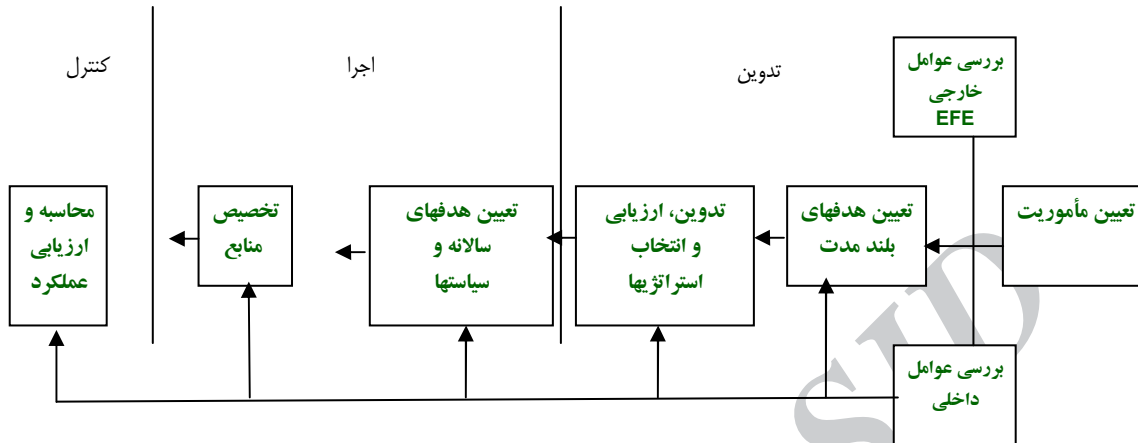 تدوین
اجرا
کنترل
بررسی عوامل
خارجی
EFE
تعیین مأموریت
تعیین هدفهای
بلند مدت
تدوین، ارزیابی
و انتخاب
استراتژیها
تعیین هدفهای
سالانه و
سیاستها
تخصیص
منابع
محاسبه و
ارزیابی
عملکرد
بررسی عوامل
داخلی
SID